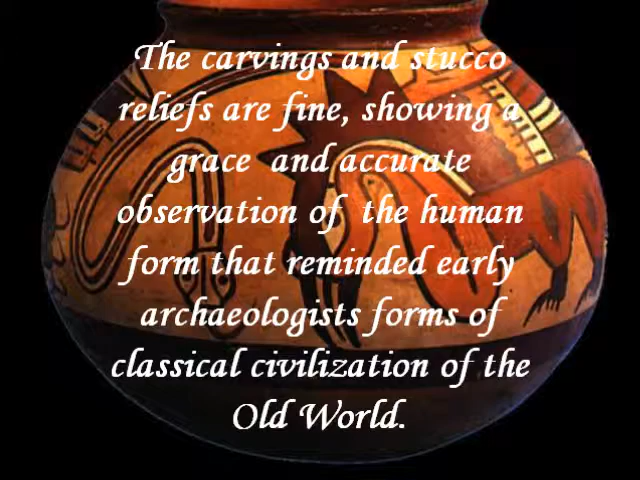 The carvings and stucco
reliefs are fine, showing a
grace and accurate
observation of the human
form that reminded early
archaeologists forms of
classical civilization of the
Old World.